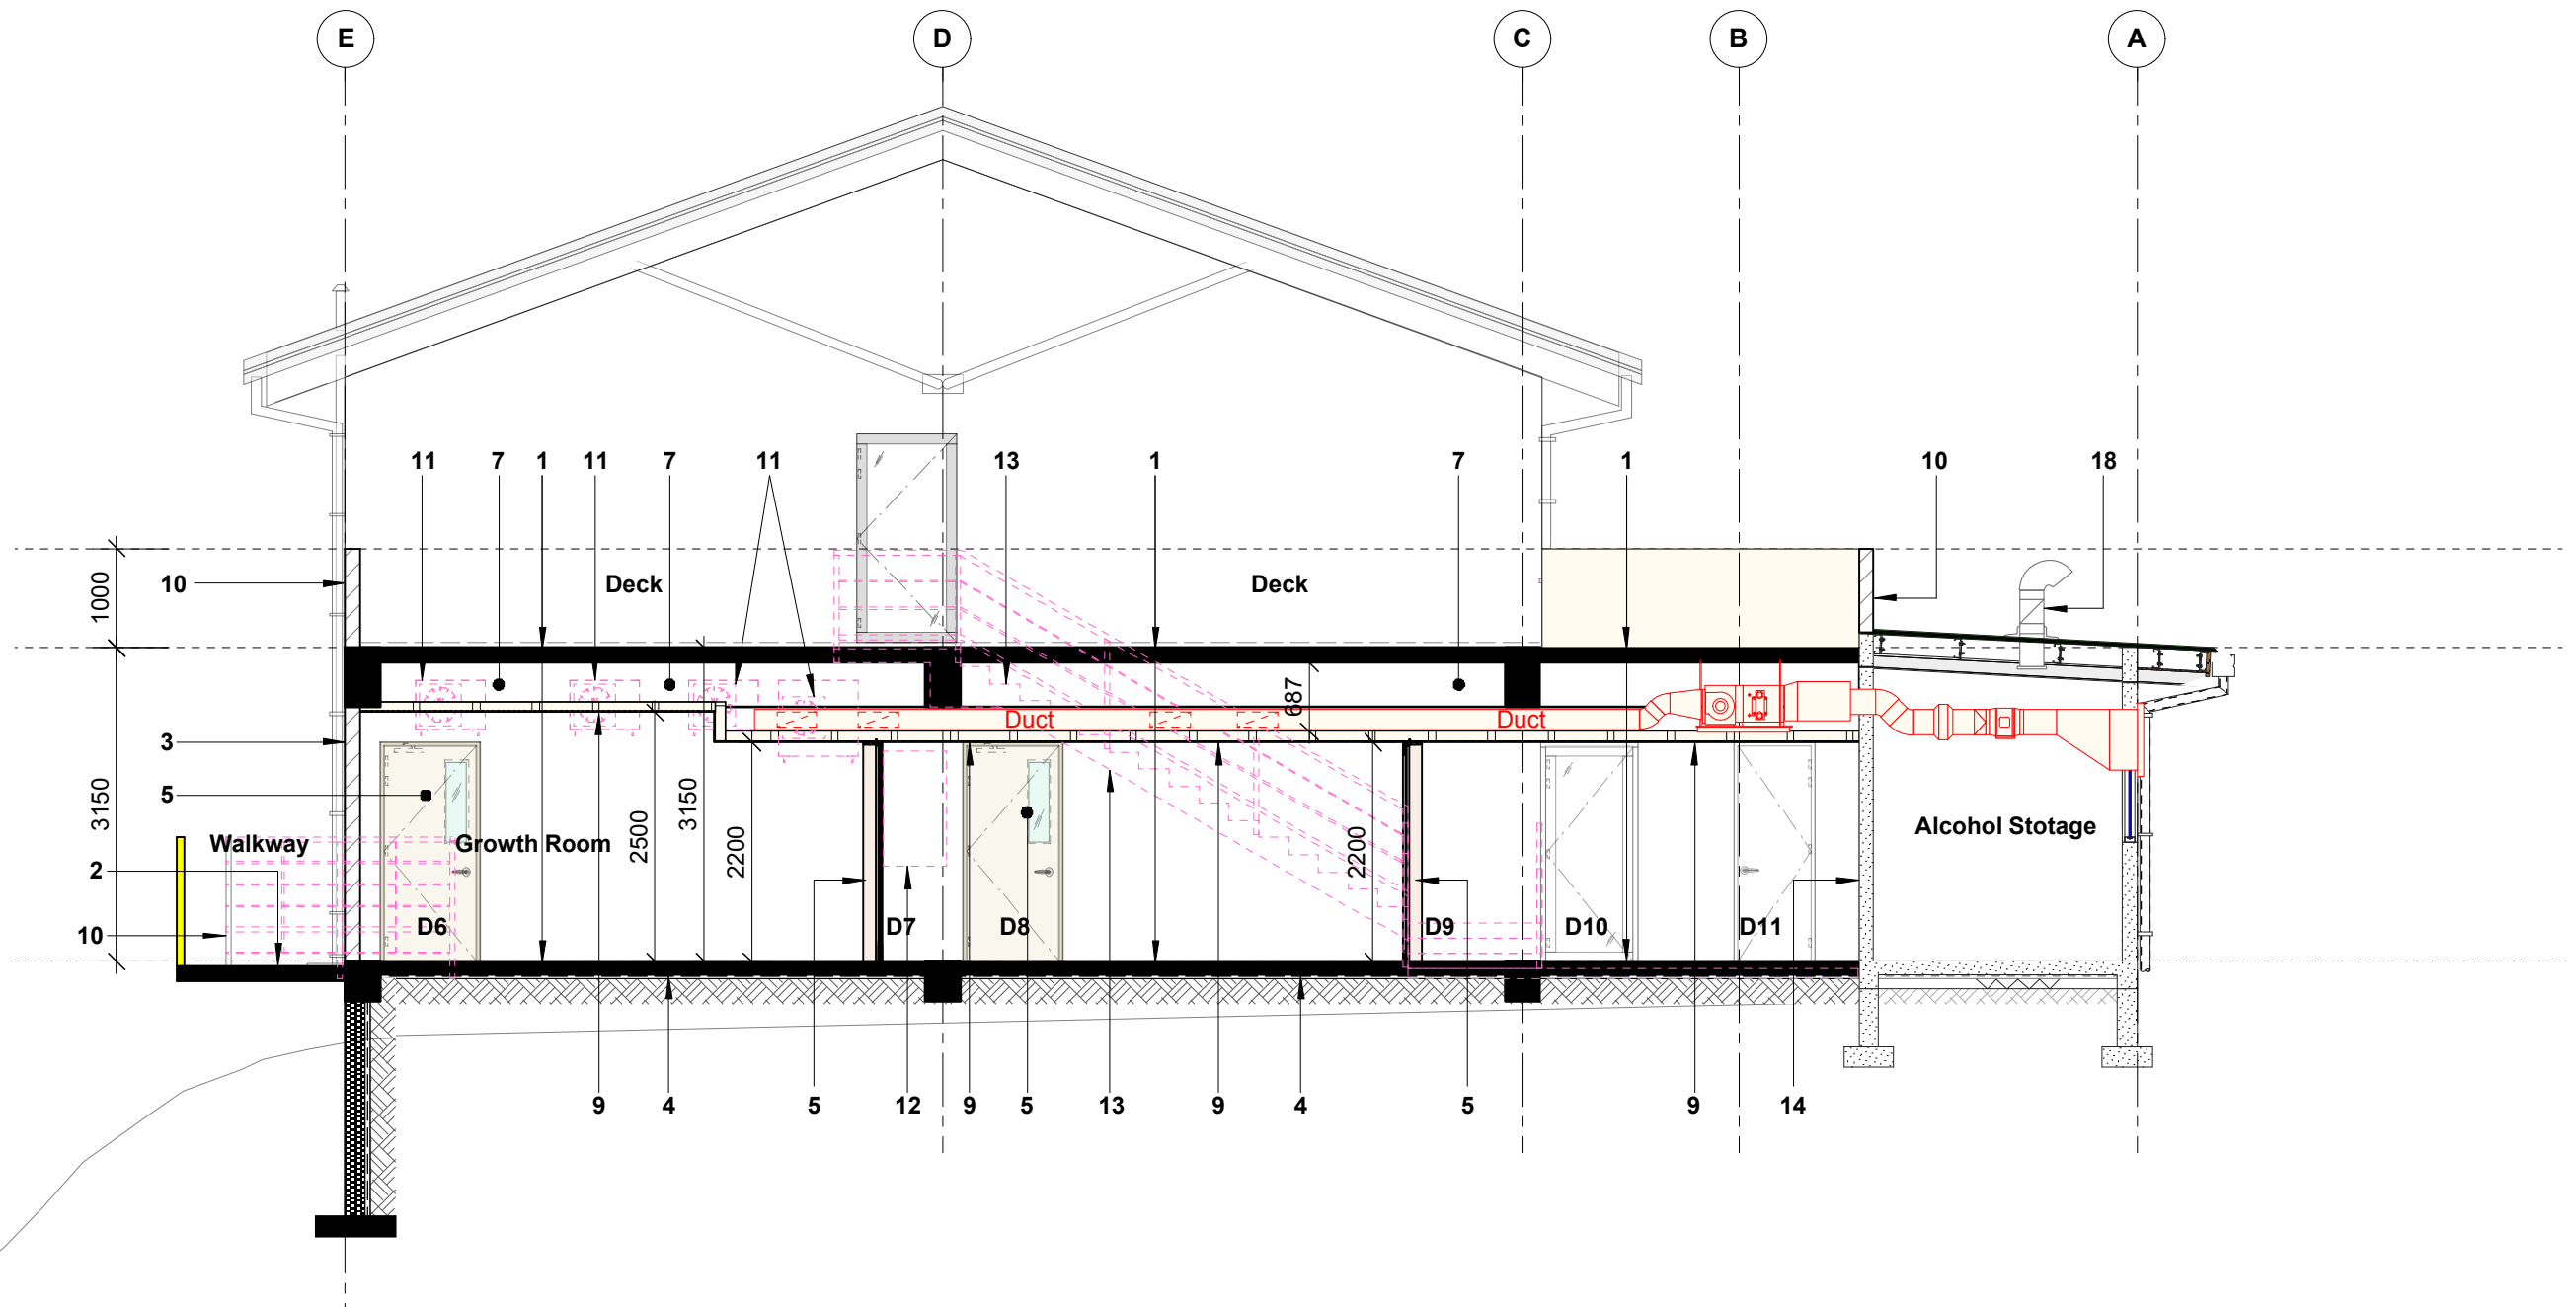 E D C B A
11 7 1 11 7 11 13 1 7 1 10 18
1000
10
Deck
Deck
687
Duct
Duct
3
5
3150
2500
3150
2200
2200
Walkway
Growth Room
Alcohol Stotage
2
10
D6
D7
D8
D9
D10
D11
9 4 5 12 9 5 13 9 4 5 9 14